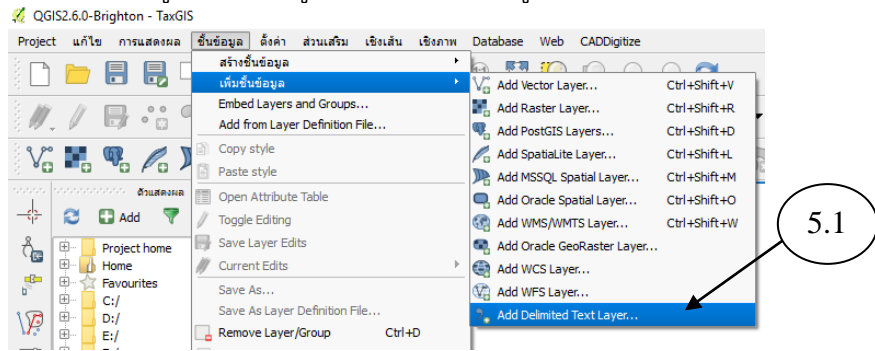 QGIS2.6.0-Brighton - TaxGIS
Project แก้ไข การแสดงผล ชั้นข้อมูล ตั้งค่า ส่วนเสริม เชิงเส้น เชิงภาพ Database Web CADDigitize
สร้างชั้นข้อมูล
เพิ่มชั้นข้อมูล
Embed Layers and Groups...
Add from Layer Definition File...
Copy style
Paste style
Open Attribute Table
Toggle Editing
Save Layer Edits
Current Edits
Save As...
Save As Layer Definition File...
Remove Layer/Group Ctrl+D
Add Vector Layer... Ctrl+Shift+V
Add Raster Layer... Ctrl+Shift+R
Add PostGIS Layers... Ctrl+Shift+D
Add SpatiaLite Layer... Ctrl+Shift+L
Add MSSQL Spatial Layer... Ctrl+Shift+M
Add Oracle Spatial Layer... Ctrl+Shift+O
Add WMS/WMTS Layer... Ctrl+Shift+W
Add Oracle GeoRaster Layer...
Add WCS Layer...
Add WFS Layer...
Add Delimited Text Layer...
5.1
ตัวแสดงผล
Add
Project home
Home
Favourites
C:/
D:/
E:/